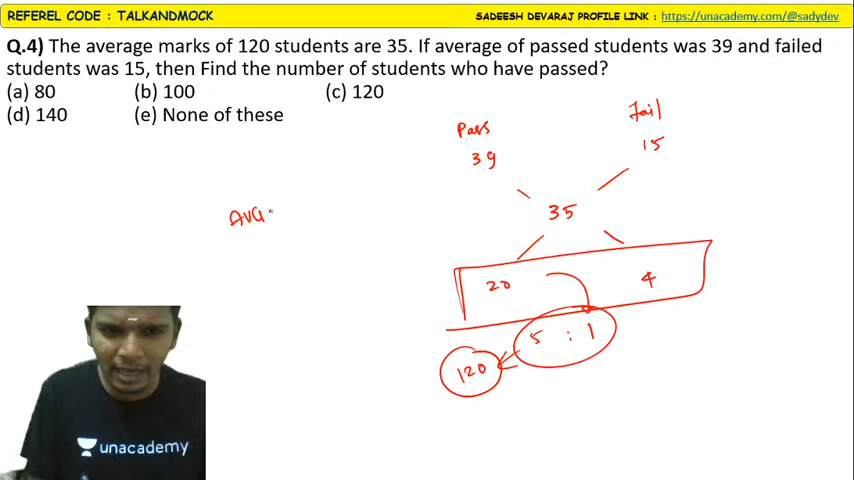 REFEREL CODE : TALKANDMOCK
SADEESH DEVARAJ PROFILE LINK : https://unacademy.com/@sadydev
Q.4) The average marks of 120 students are 35. If average of passed students was 39 and failed
students was 15, then Find the number of students who have passed?
(a) 80 (b) 100 (c) 120
(d) 140 (e) None of these
Pass Fail
39 15
35
AVG
20 4
5 : 1
120
unacademy